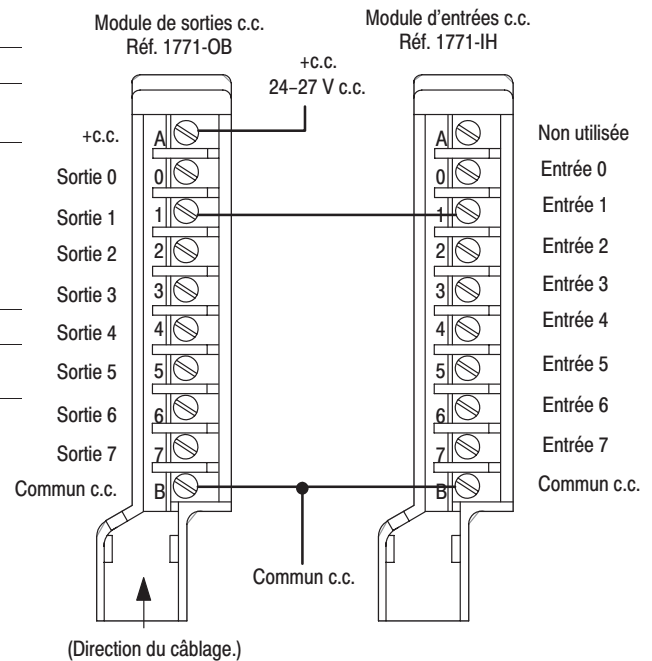 Module de sorties c.c.
Réf. 1771-OB
Module d'entrées c.c.
Réf. 1771-IH
+c.c.
24–27 V c.c.
+c.c. A
Sortie 0 0
Sortie 1 1
Sortie 2 2
Sortie 3 3
Sortie 4 4
Sortie 5 5
Sortie 6 6
Sortie 7 7
Commun c.c. B
A Non utilisée
0 Entrée 0
1 Entrée 1
2 Entrée 2
3 Entrée 3
4 Entrée 4
5 Entrée 5
6 Entrée 6
7 Entrée 7
B Commun c.c.
Commun c.c.
(Direction du câblage.)